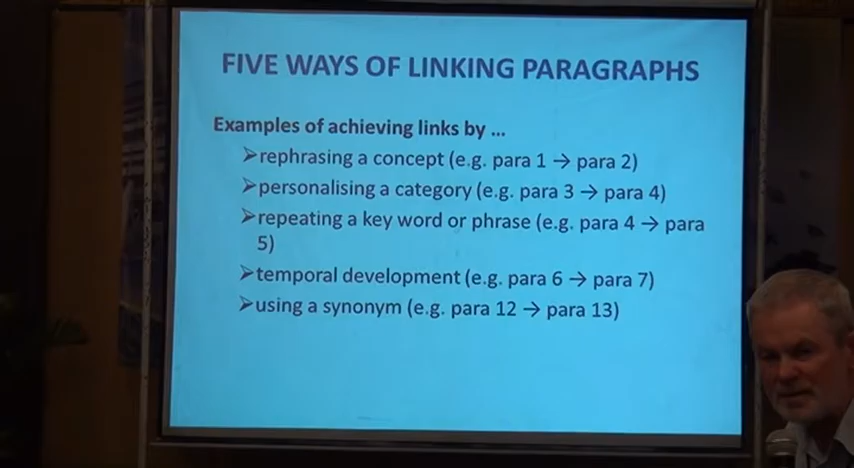 FIVE WAYS OF LINKING PARAGRAPHS
Examples of achieving links by ...
➢rephrasing a concept (e.g. para 1 → para 2)
➢personalising a category (e.g. para 3 → para 4)
➢repeating a key word or phrase (e.g. para 4 → para
5)
➢temporal development (e.g. para 6 → para 7)
➢using a synonym (e.g. para 12 → para 13)